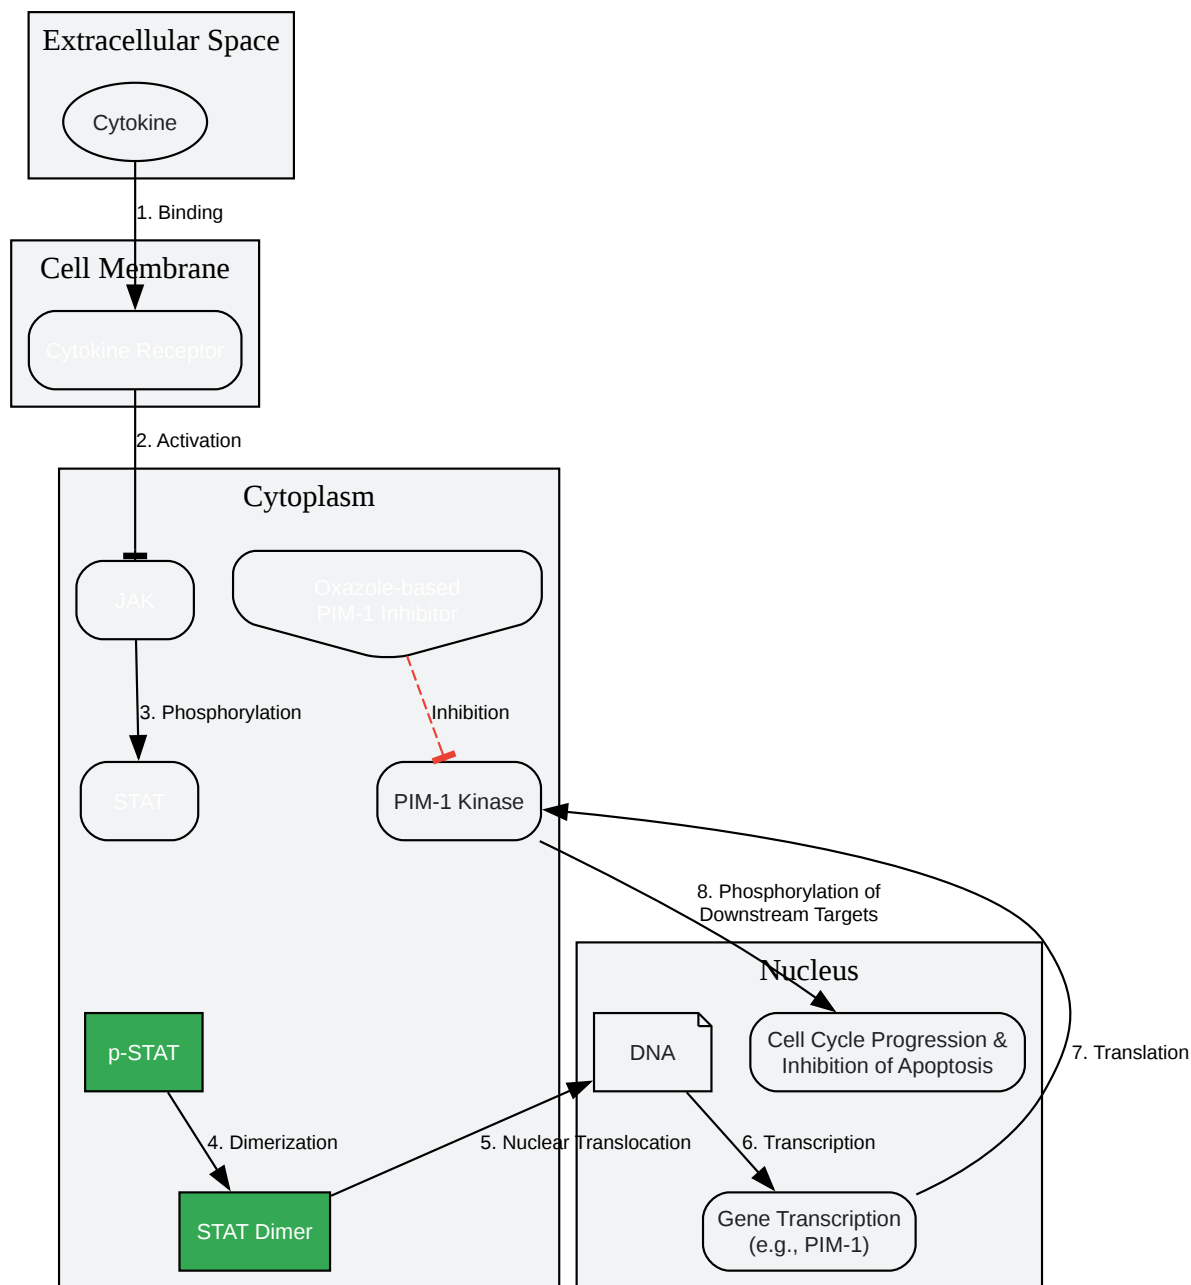 Extracellular Space
Cytokine
1. Binding
Cell Membrane
Cytokine Receptor
2. Activation
Cytoplasm
JAK
Oxazole-based
PIM-1 Inhibitor
3. Phosphorylation
Inhibition
STAT
PIM-1 Kinase
8. Phosphorylation of
Downstream Targets
Nucleus
p-STAT
DNA
Cell Cycle Progression &
Inhibition of Apoptosis
7. Translation
4. Dimerization
5. Nuclear Translocation
6. Transcription
STAT Dimer
Gene Transcription
(e.g., PIM-1)